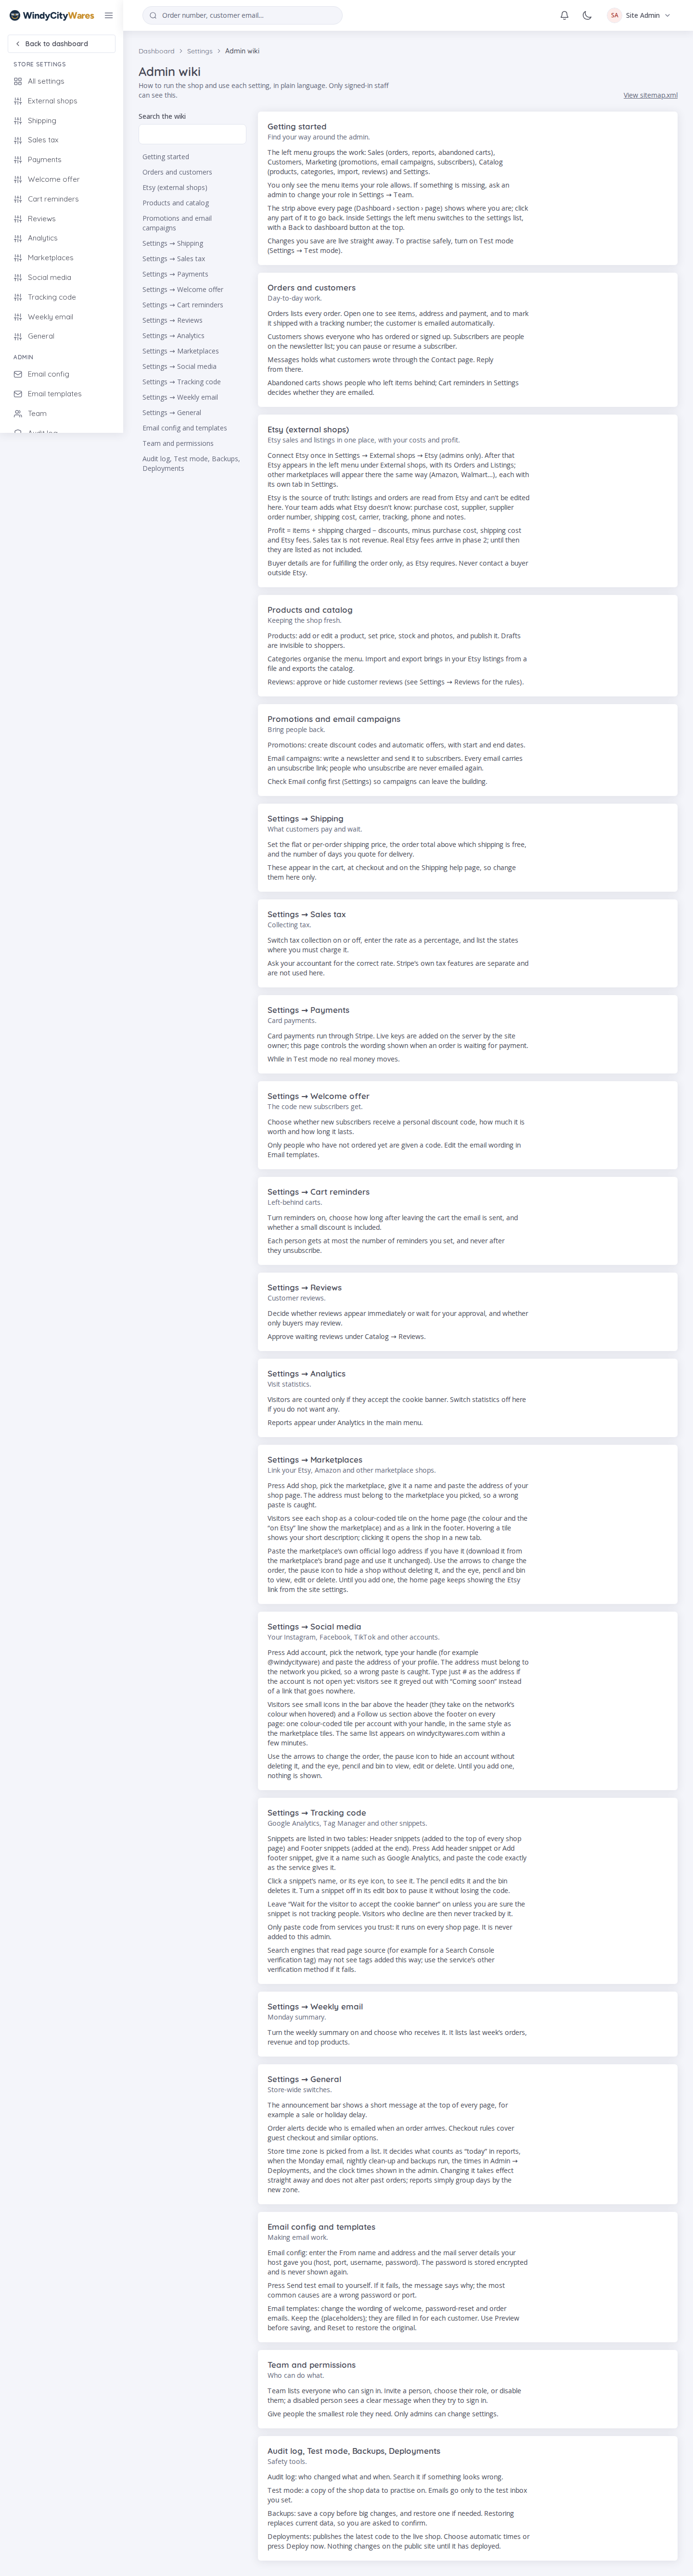 WindyCityWares
Order number, customer email...
SA
Site Admin
Back to dashboard
STORE SETTINGS
All settings
External shops
Shipping
Sales tax
Payments
Welcome offer
Cart reminders
Reviews
Analytics
Marketplaces
Social media
Tracking code
Weekly email
General
ADMIN
Email config
Email templates
Team
Audit log
Dashboard > Settings > Admin wiki
Admin wiki
How to run the shop and use each setting, in plain language. Only signed-in staff
can see this.
View sitemap.xml
Search the wiki
Getting started
Orders and customers
Etsy (external shops)
Products and catalog
Promotions and email
campaigns
Settings → Shipping
Settings → Sales tax
Settings → Payments
Settings → Welcome offer
Settings → Cart reminders
Settings → Reviews
Settings → Analytics
Settings → Marketplaces
Settings → Social media
Settings → Tracking code
Settings → Weekly email
Settings → General
Email config and templates
Team and permissions
Audit log, Test mode, Backups,
Deployments
Getting started
Find your way around the admin.
The left menu groups the work: Sales (orders, reports, abandoned carts),
Customers, Marketing (promotions, email campaigns, subscribers), Catalog
(products, categories, import, reviews) and Settings.
You only see the menu items your role allows. If something is missing, ask an
admin to change your role in Settings → Team.
The strip above every page (Dashboard › section › page) shows where you are; click
any part of it to go back. Inside Settings the left menu switches to the settings list,
with a Back to dashboard button at the top.
Changes you save are live straight away. To practise safely, turn on Test mode
(Settings → Test mode).
Orders and customers
Day-to-day work.
Orders lists every order. Open one to see items, address and payment, and to mark
it shipped with a tracking number; the customer is emailed automatically.
Customers shows everyone who has ordered or signed up. Subscribers are people
on the newsletter list; you can pause or resume a subscriber.
Messages holds what customers wrote through the Contact page. Reply
from there.
Abandoned carts shows people who left items behind; Cart reminders in Settings
decides whether they are emailed.
Etsy (external shops)
Etsy sales and listings in one place, with your costs and profit.
Connect Etsy once in Settings → External shops → Etsy (admins only). After that
Etsy appears in the left menu under External shops, with its Orders and Listings;
other marketplaces will appear there the same way (Amazon, Walmart…), each with
its own tab in Settings.
Etsy is the source of truth: listings and orders are read from Etsy and can't be edited
here. Your team adds what Etsy doesn't know: purchase cost, supplier, supplier
order number, shipping cost, carrier, tracking, phone and notes.
Profit = items + shipping charged − discounts, minus purchase cost, shipping cost
and Etsy fees. Sales tax is not revenue. Real Etsy fees arrive in phase 2; until then
they are listed as not included.
Buyer details are for fulfilling the order only, as Etsy requires. Never contact a buyer
outside Etsy.
Products and catalog
Keeping the shop fresh.
Products: add or edit a product, set price, stock and photos, and publish it. Drafts
are invisible to shoppers.
Categories organise the menu. Import and export brings in your Etsy listings from a
file and exports the catalog.
Reviews: approve or hide customer reviews (see Settings → Reviews for the rules).
Promotions and email campaigns
Bring people back.
Promotions: create discount codes and automatic offers, with start and end dates.
Email campaigns: write a newsletter and send it to subscribers. Every email carries
an unsubscribe link; people who unsubscribe are never emailed again.
Check Email config first (Settings) so campaigns can leave the building.
Settings → Shipping
What customers pay and wait.
Set the flat or per-order shipping price, the order total above which shipping is free,
and the number of days you quote for delivery.
These appear in the cart, at checkout and on the Shipping help page, so change
them here only.
Settings → Sales tax
Collecting tax.
Switch tax collection on or off, enter the rate as a percentage, and list the states
where you must charge it.
Ask your accountant for the correct rate. Stripe's own tax features are separate and
are not used here.
Settings → Payments
Card payments.
Card payments run through Stripe. Live keys are added on the server by the site
owner; this page controls the wording shown when an order is waiting for payment.
While in Test mode no real money moves.
Settings → Welcome offer
The code new subscribers get.
Choose whether new subscribers receive a personal discount code, how much it is
worth and how long it lasts.
Only people who have not ordered yet are given a code. Edit the email wording in
Email templates.
Settings → Cart reminders
Left-behind carts.
Turn reminders on, choose how long after leaving the cart the email is sent, and
whether a small discount is included.
Each person gets at most the number of reminders you set, and never after
they unsubscribe.
Settings → Reviews
Customer reviews.
Decide whether reviews appear immediately or wait for your approval, and whether
only buyers may review.
Approve waiting reviews under Catalog → Reviews.
Settings → Analytics
Visit statistics.
Visitors are counted only if they accept the cookie banner. Switch statistics off here
if you do not want any.
Reports appear under Analytics in the main menu.
Settings → Marketplaces
Link your Etsy, Amazon and other marketplace shops.
Press Add shop, pick the marketplace, give it a name and paste the address of your
shop page. The address must belong to the marketplace you picked, so a wrong
paste is caught.
Visitors see each shop as a colour-coded tile on the home page (the colour and the
“on Etsy” line show the marketplace) and as a link in the footer. Hovering a tile
shows your short description; clicking it opens the shop in a new tab.
Paste the marketplace's own official logo address if you have it (download it from
the marketplace's brand page and use it unchanged). Use the arrows to change the
order, the pause icon to hide a shop without deleting it, and the eye, pencil and bin
to view, edit or delete. Until you add one, the home page keeps showing the Etsy
link from the site settings.
Settings → Social media
Your Instagram, Facebook, TikTok and other accounts.
Press Add account, pick the network, type your handle (for example
@windycityware) and paste the address of your profile. The address must belong to
the network you picked, so a wrong paste is caught. Type just # as the address if
the account is not open yet: visitors see it greyed out with “Coming soon” instead
of a link that goes nowhere.
Visitors see small icons in the bar above the header (they take on the network's
colour when hovered) and a Follow us section above the footer on every
page: one colour-coded tile per account with your handle, in the same style as
the marketplace tiles. The same list appears on windycitywares.com within a
few minutes.
Use the arrows to change the order, the pause icon to hide an account without
deleting it, and the eye, pencil and bin to view, edit or delete. Until you add one,
nothing is shown.
Settings → Tracking code
Google Analytics, Tag Manager and other snippets.
Snippets are listed in two tables: Header snippets (added to the top of every shop
page) and Footer snippets (added at the end). Press Add header snippet or Add
footer snippet, give it a name such as Google Analytics, and paste the code exactly
as the service gives it.
Click a snippet's name, or its eye icon, to see it. The pencil edits it and the bin
deletes it. Turn a snippet off in its edit box to pause it without losing the code.
Leave “Wait for the visitor to accept the cookie banner” on unless you are sure the
snippet is not tracking people. Visitors who decline are then never tracked by it.
Only paste code from services you trust: it runs on every shop page. It is never
added to this admin.
Search engines that read page source (for example for a Search Console
verification tag) may not see tags added this way; use the service's other
verification method if it fails.
Settings → Weekly email
Monday summary.
Turn the weekly summary on and choose who receives it. It lists last week's orders,
revenue and top products.
Settings → General
Store-wide switches.
The announcement bar shows a short message at the top of every page, for
example a sale or holiday delay.
Order alerts decide who is emailed when an order arrives. Checkout rules cover
guest checkout and similar options.
Store time zone is picked from a list. It decides what counts as “today” in reports,
when the Monday email, nightly clean-up and backups run, the times in Admin →
Deployments, and the clock times shown in the admin. Changing it takes effect
straight away and does not alter past orders; reports simply group days by the
new zone.
Email config and templates
Making email work.
Email config: enter the From name and address and the mail server details your
host gave you (host, port, username, password). The password is stored encrypted
and is never shown again.
Press Send test email to yourself. If it fails, the message says why; the most
common causes are a wrong password or port.
Email templates: change the wording of welcome, password-reset and order
emails. Keep the {placeholders}; they are filled in for each customer. Use Preview
before saving, and Reset to restore the original.
Team and permissions
Who can do what.
Team lists everyone who can sign in. Invite a person, choose their role, or disable
them; a disabled person sees a clear message when they try to sign in.
Give people the smallest role they need. Only admins can change settings.
Audit log, Test mode, Backups, Deployments
Safety tools.
Audit log: who changed what and when. Search it if something looks wrong.
Test mode: a copy of the shop data to practise on. Emails go only to the test inbox
you set.
Backups: save a copy before big changes, and restore one if needed. Restoring
replaces current data, so you are asked to confirm.
Deployments: publishes the latest code to the live shop. Choose automatic times or
press Deploy now. Nothing changes on the public site until it has deployed.